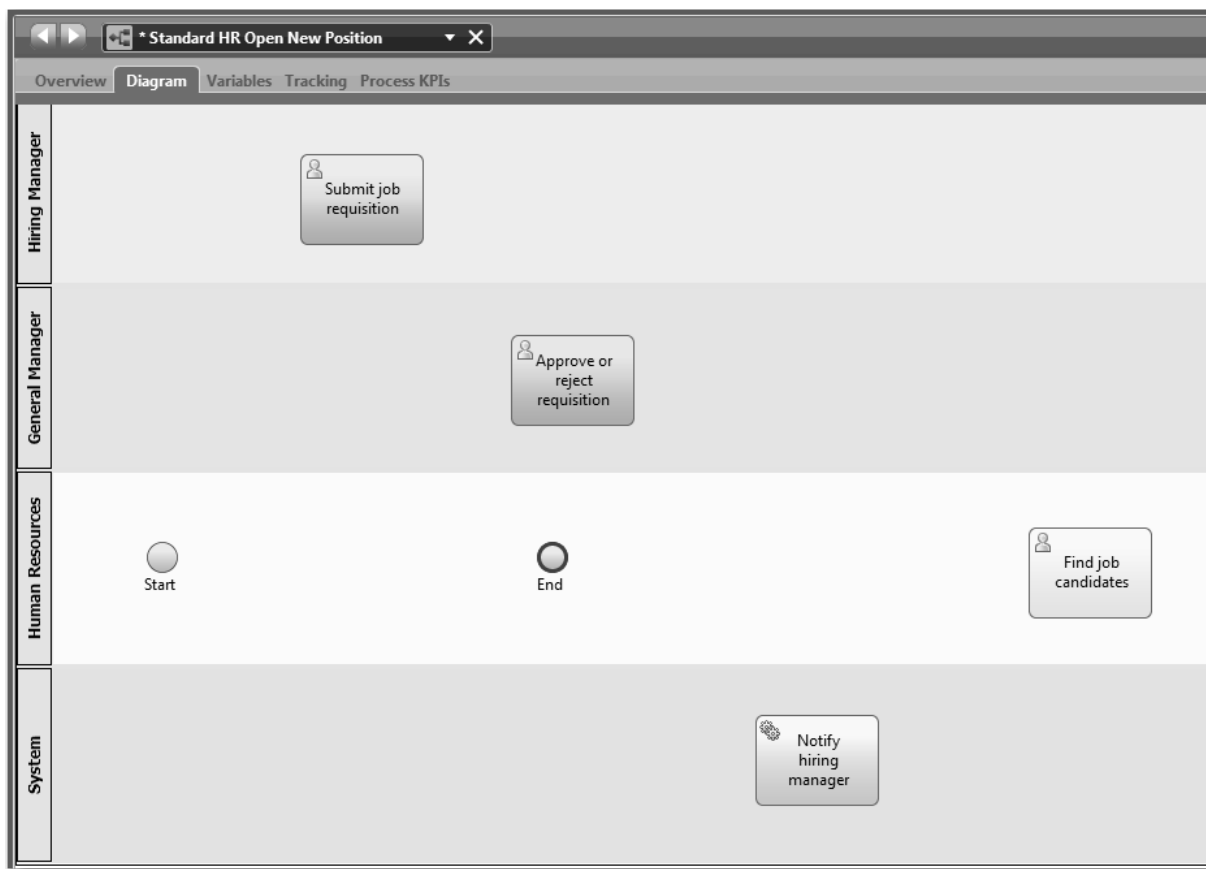 * Standard HR Open New Position
Overview Diagram Variables Tracking Process KPIs
Hiring Manager
Submit job
requisition
General Manager
Approve or
reject
requisition
Human Resources
Start
End
Find job
candidates
System
Notify
hiring
manager